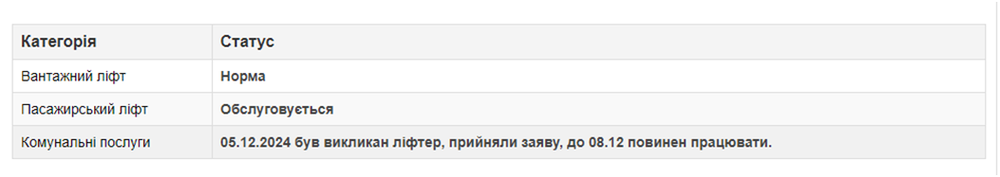 Категорія Статус
Вантажний ліфт Норма
Пасажирський ліфт Обслуговується
Комунальні послуги 05.12.2024 був викликан ліфтер, прийняли заяву, до 08.12 повинен працювати.